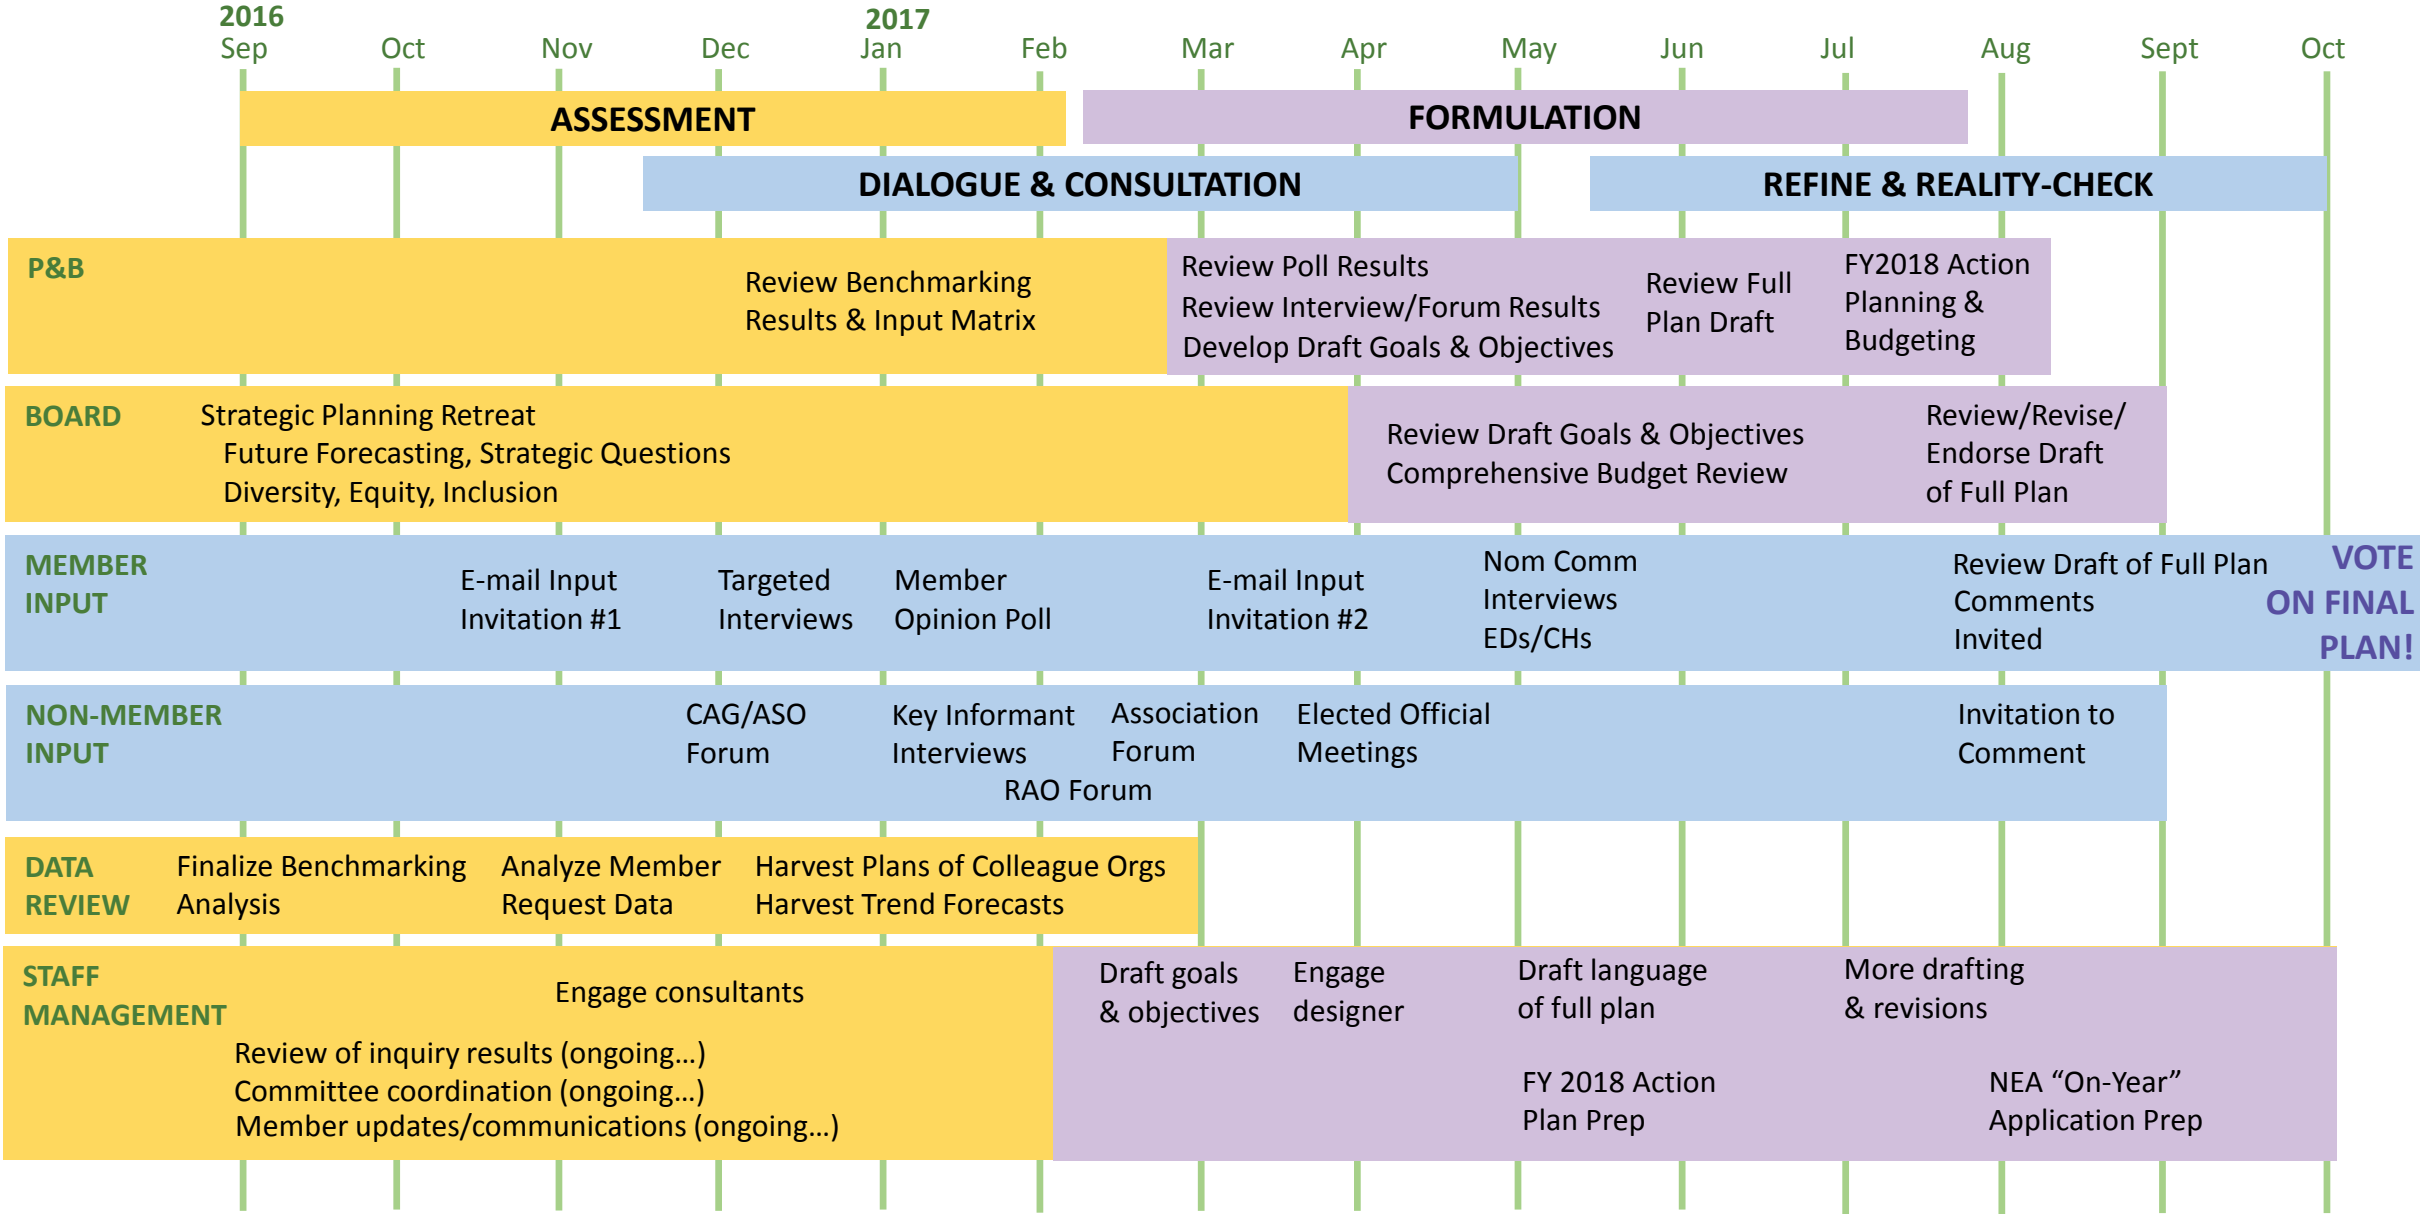 2016
2017
Sep Oct Nov Dec Jan Feb Mar Apr May Jun Jul Aug Sept Oct
ASSESSMENT
FORMULATION
DIALOGUE & CONSULTATION
REFINE & REALITY-CHECK
P&B
Review Benchmarking
Results & Input Matrix
Review Poll Results
Review Interview/Forum Results
Develop Draft Goals & Objectives
Review Full
Plan Draft
FY2018 Action
Planning &
Budgeting
BOARD
Strategic Planning Retreat
Future Forecasting, Strategic Questions
Diversity, Equity, Inclusion
Review Draft Goals & Objectives
Comprehensive Budget Review
Review/Revise/
Endorse Draft
of Full Plan
MEMBER
INPUT
E-mail Input
Invitation #1
Targeted
Interviews
Member
Opinion Poll
E-mail Input
Invitation #2
Nom Comm
Interviews
EDs/CHs
Review Draft of Full Plan
Comments
Invited
VOTE
ON FINAL
PLAN!
NON-MEMBER
INPUT
CAG/ASO
Forum
Key Informant
Interviews
RAO Forum
Association
Forum
Elected Official
Meetings
Invitation to
Comment
DATA
REVIEW
Finalize Benchmarking
Analysis
Analyze Member
Request Data
Harvest Plans of Colleague Orgs
Harvest Trend Forecasts
STAFF
MANAGEMENT
Engage consultants
Review of inquiry results (ongoing...)
Committee coordination (ongoing...)
Member updates/communications (ongoing...)
Draft goals
& objectives
Engage
designer
Draft language
of full plan
More drafting
& revisions
FY 2018 Action
Plan Prep
NEA “On-Year”
Application Prep